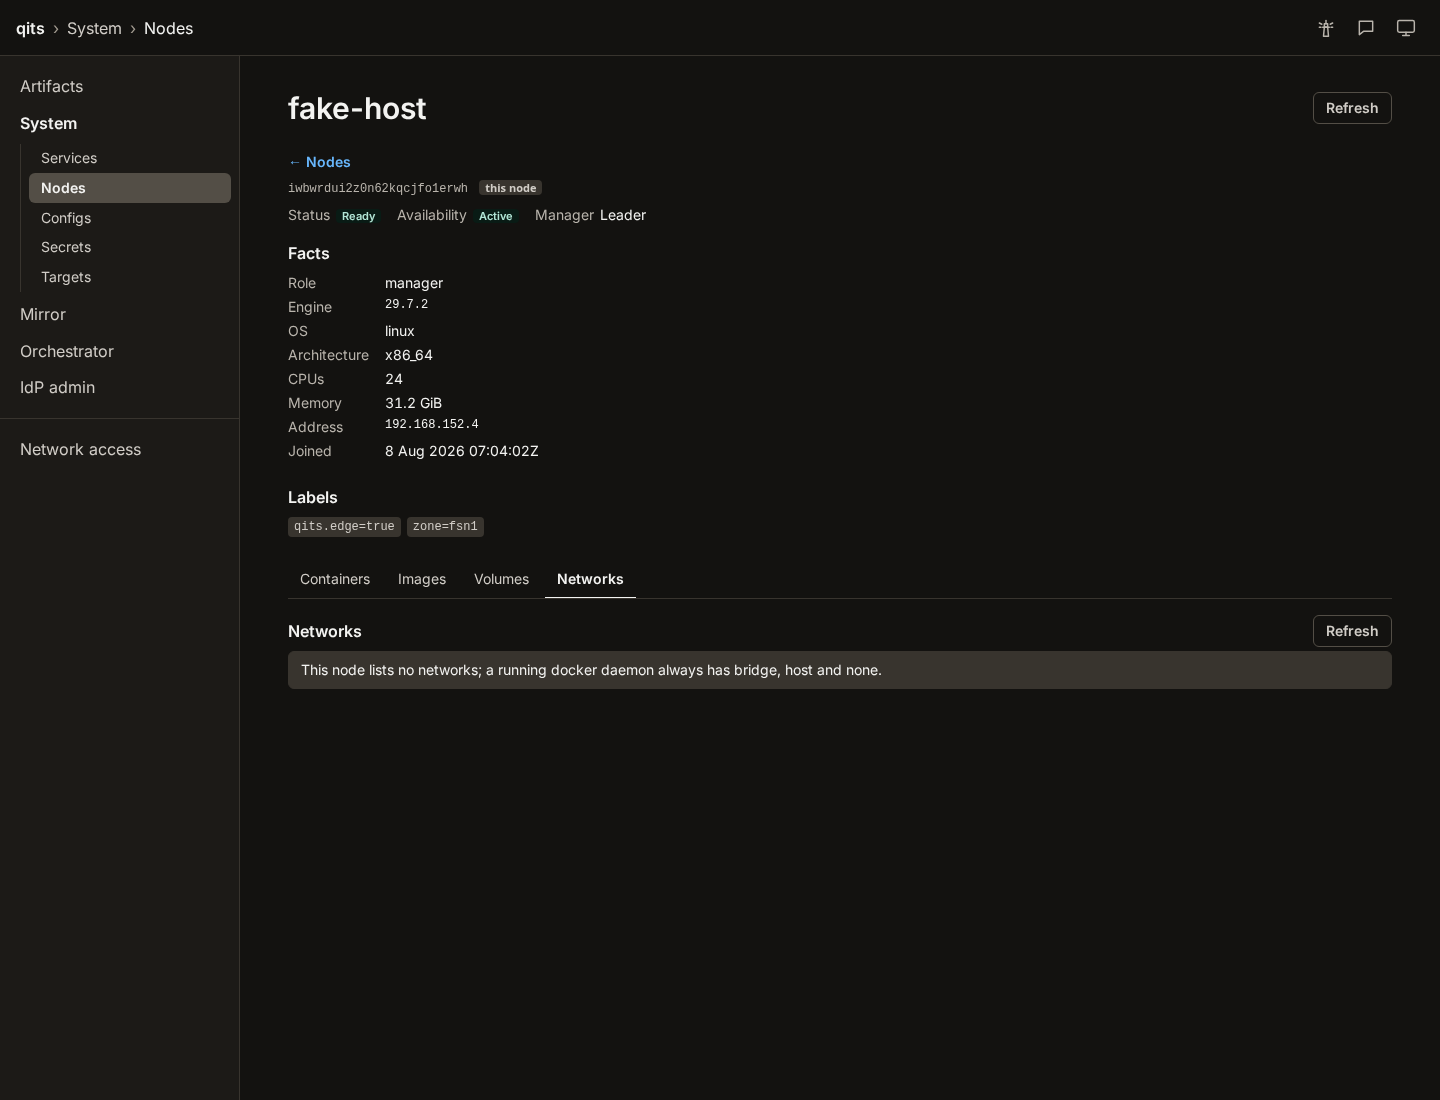 qits › System › Nodes
Artifacts
System
Services
Nodes
Configs
Secrets
Targets
Mirror
Orchestrator
IdP admin
Network access
fake-host
Refresh
← Nodes
iwbwrdui2z0n62kqcjfo1erwh this node
Status Ready Availability Active Manager Leader
Facts
Role manager
Engine 29.7.2
OS linux
Architecture x86_64
CPUs 24
Memory 31.2 GiB
Address 192.168.152.4
Joined 8 Aug 2026 07:04:02Z
Labels
qits.edge=true zone=fsn1
Containers Images Volumes Networks
Networks
Refresh
This node lists no networks; a running docker daemon always has bridge, host and none.